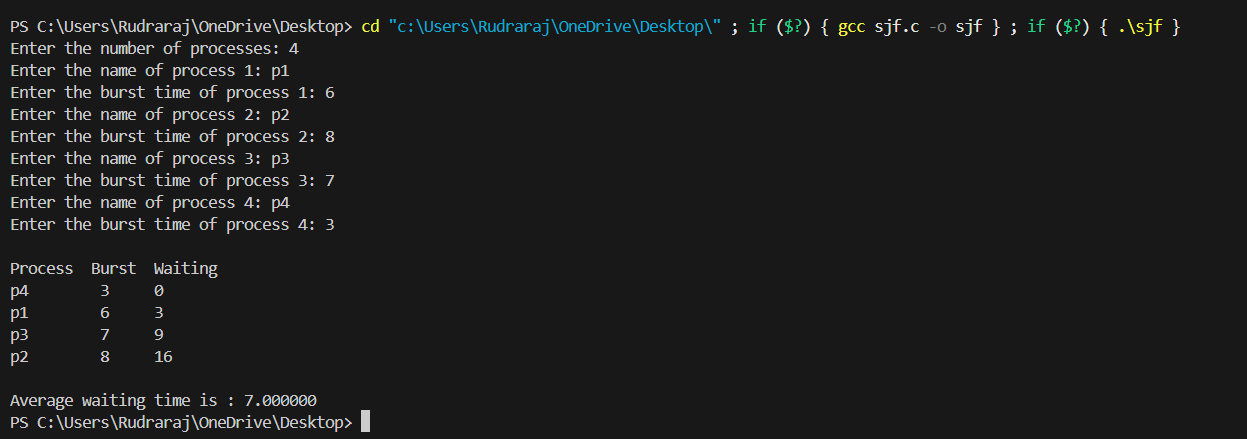 PS C:\Users\Rudraraj\OneDrive\Desktop> cd "c:\Users\Rudraraj\OneDrive\Desktop\" ; if ($?) { gcc sjf.c -o sjf } ; if ($?) { .\sjf }
Enter the number of processes: 4
Enter the name of process 1: p1
Enter the burst time of process 1: 6
Enter the name of process 2: p2
Enter the burst time of process 2: 8
Enter the name of process 3: p3
Enter the burst time of process 3: 7
Enter the name of process 4: p4
Enter the burst time of process 4: 3

Process  Burst  Waiting
p4        3     0
p1        6     3
p3        7     9
p2        8     16

Average waiting time is : 7.000000
PS C:\Users\Rudraraj\OneDrive\Desktop>